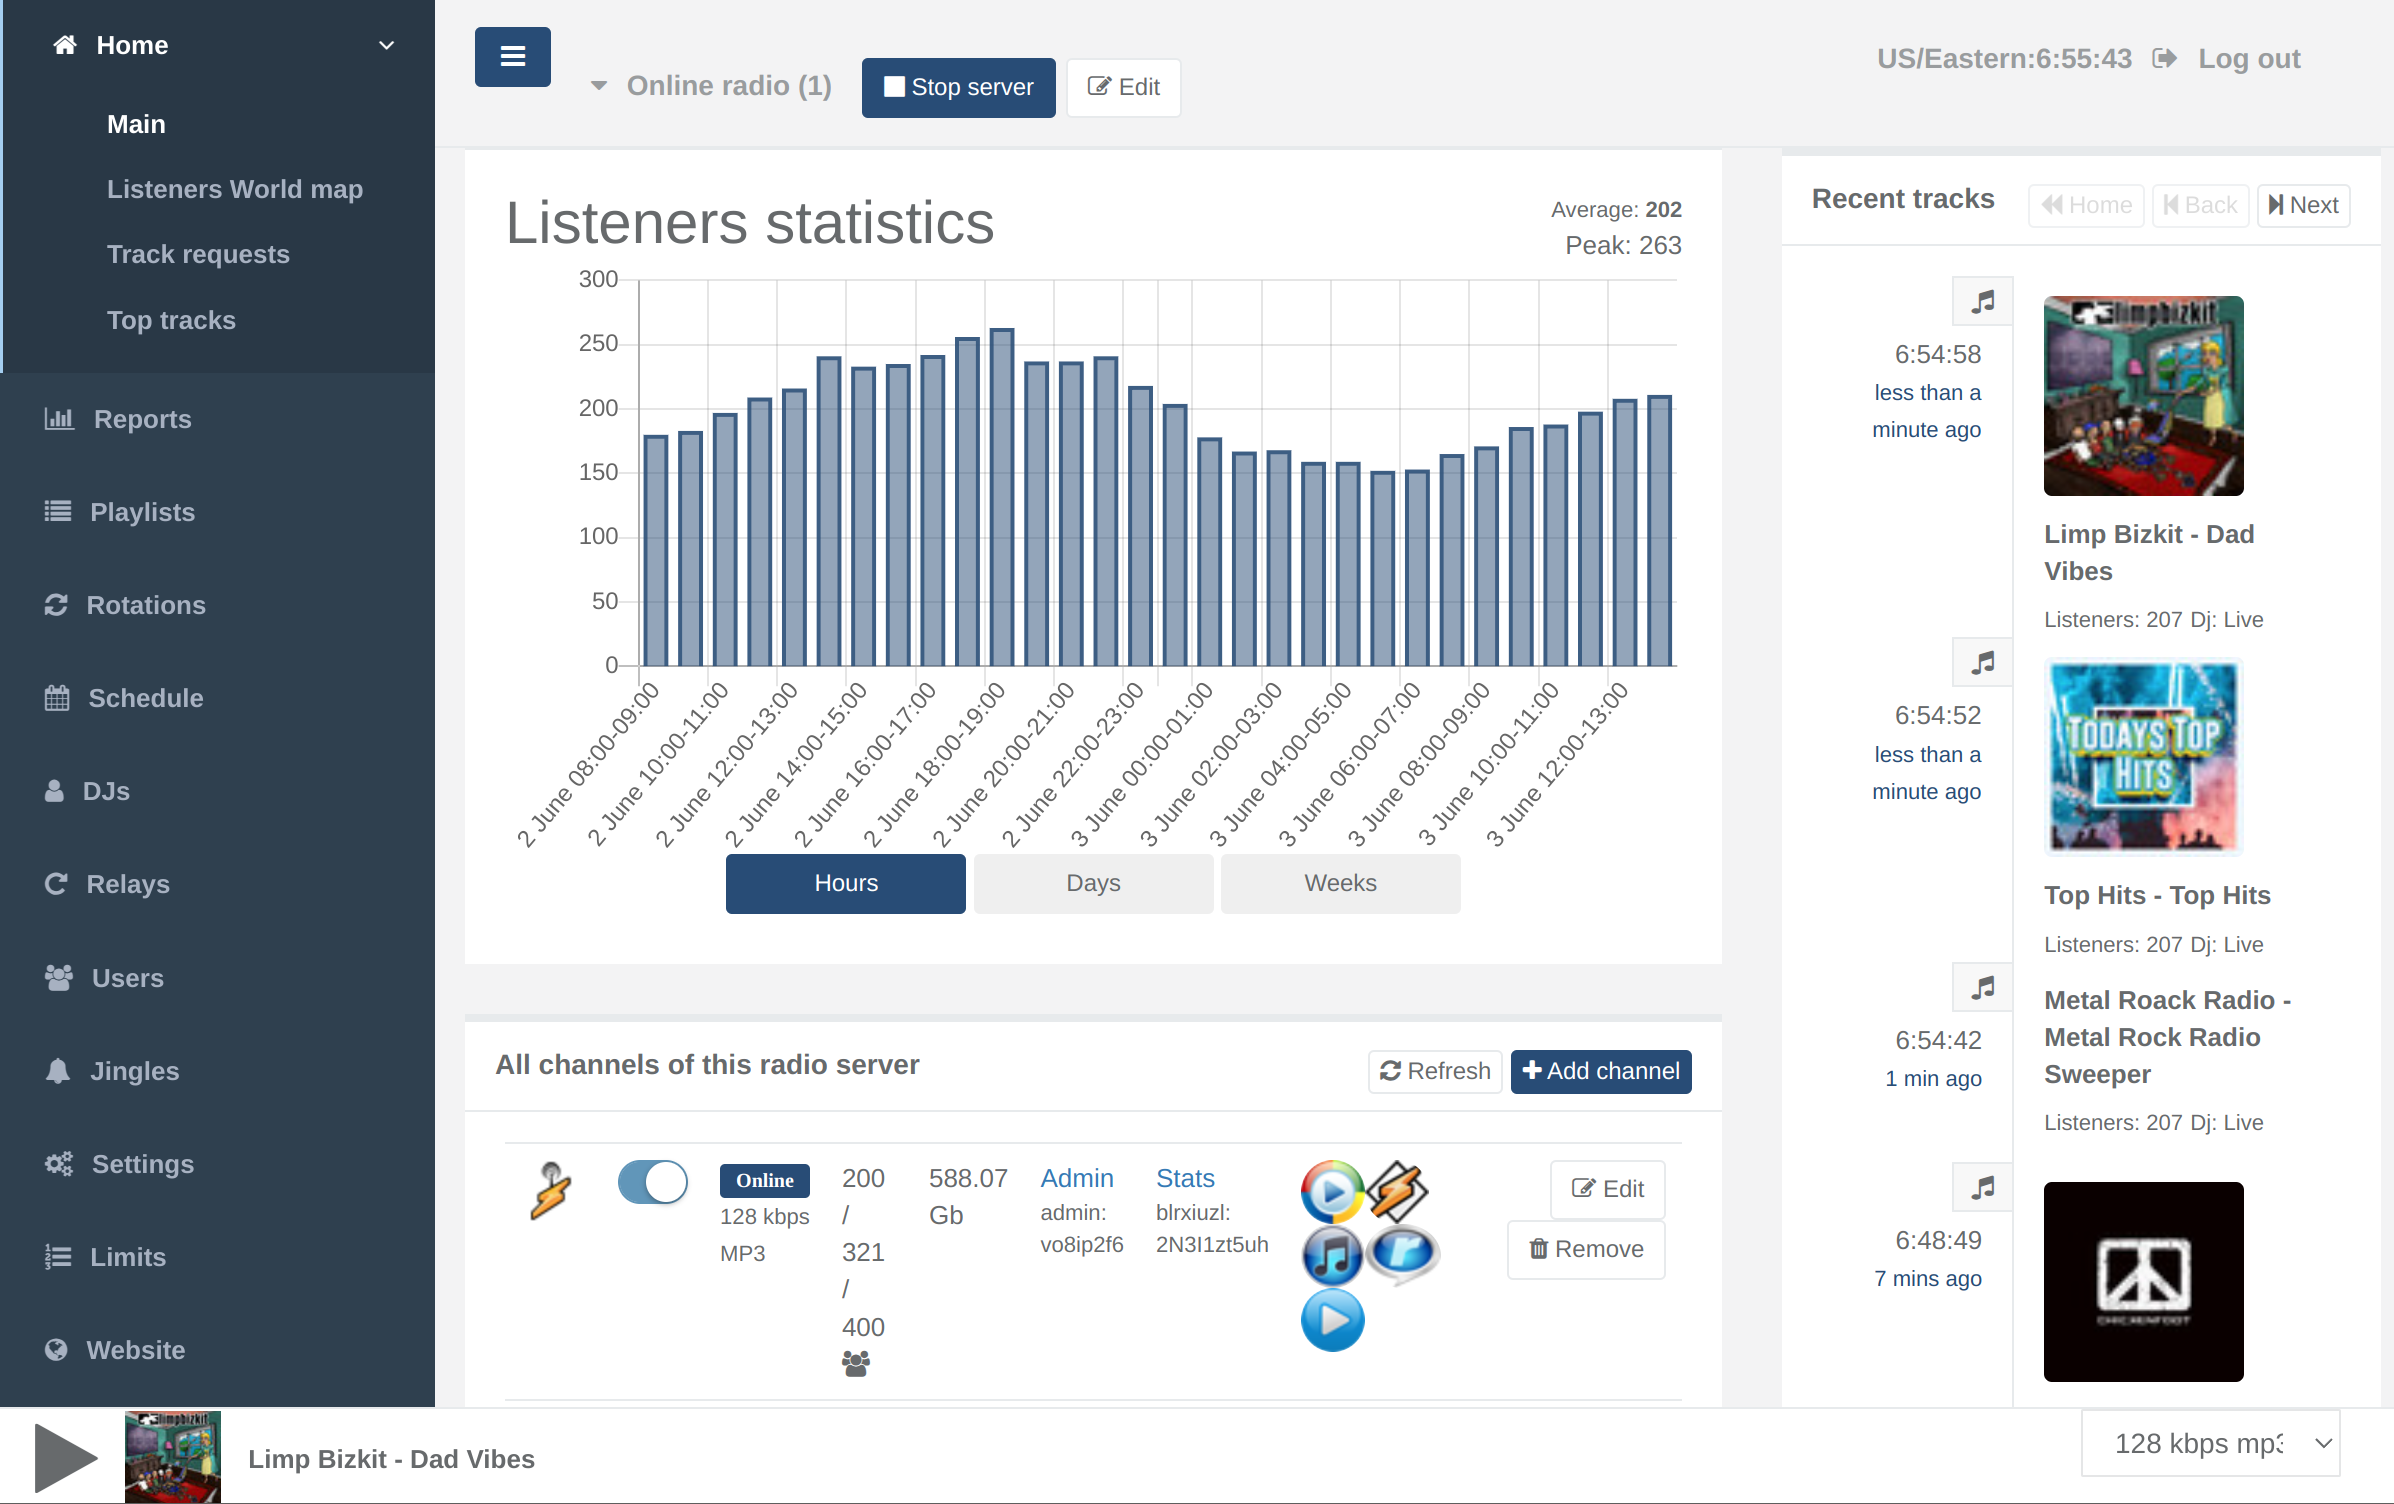 Home
Main
Listeners World map
Track requests
Top tracks
Reports
Playlists
Rotations
Schedule
DJs
Relays
Users
Jingles
Settings
Limits
Website
Online radio (1)
Stop server
Edit
US/Eastern:6:55:43
Log out
Listeners statistics
Average: 202
Peak: 263
300
250
200
150
100
50
0
2 June 08:00-09:00
2 June 10:00-11:00
2 June 12:00-13:00
2 June 14:00-15:00
2 June 16:00-17:00
2 June 18:00-19:00
2 June 20:00-21:00
2 June 22:00-23:00
3 June 00:00-01:00
3 June 02:00-03:00
3 June 04:00-05:00
3 June 06:00-07:00
3 June 08:00-09:00
3 June 10:00-11:00
3 June 12:00-13:00
Hours
Days
Weeks
All channels of this radio server
Refresh
Add channel
Online
128 kbps
MP3
200
/
321
/
400
588.07
Gb
Admin
admin:
vo8ip2f6
Stats
blrxiuzl:
2N3I1zt5uh
Edit
Remove
Recent tracks
Home
Back
Next
6:54:58
less than a
minute ago
limpbizkit
Limp Bizkit - Dad
Vibes
Listeners: 207 Dj: Live
6:54:52
less than a
minute ago
TODAYS TOP
HITS
Top Hits - Top Hits
Listeners: 207 Dj: Live
6:54:42
1 min ago
Metal Roack Radio -
Metal Rock Radio
Sweeper
Listeners: 207 Dj: Live
6:48:49
7 mins ago
CHICKENFOOT
limpbizkit
Limp Bizkit - Dad Vibes
128 kbps mp3